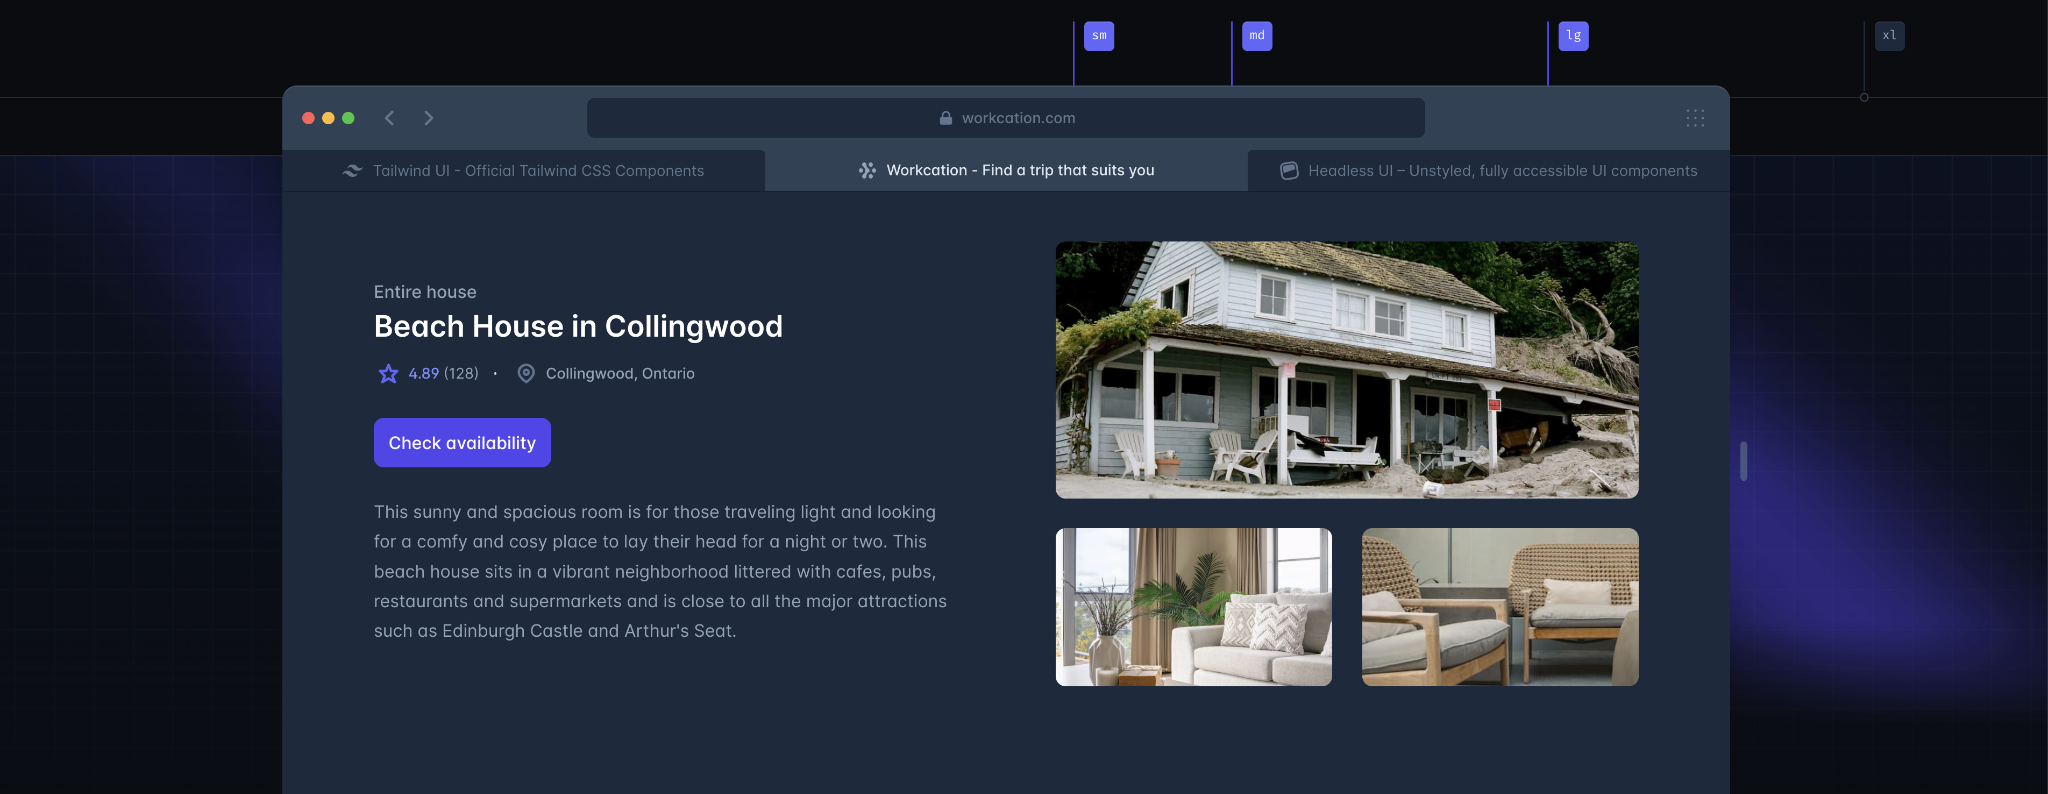 sm
md
lg
xl
workcation.com
Tailwind UI - Official Tailwind CSS Components
Workcation - Find a trip that suits you
Headless UI – Unstyled, fully accessible UI components
Entire house
Beach House in Collingwood
4.89 (128) · Collingwood, Ontario
Check availability
This sunny and spacious room is for those traveling light and looking
for a comfy and cosy place to lay their head for a night or two. This
beach house sits in a vibrant neighborhood littered with cafes, pubs,
restaurants and supermarkets and is close to all the major attractions
such as Edinburgh Castle and Arthur's Seat.